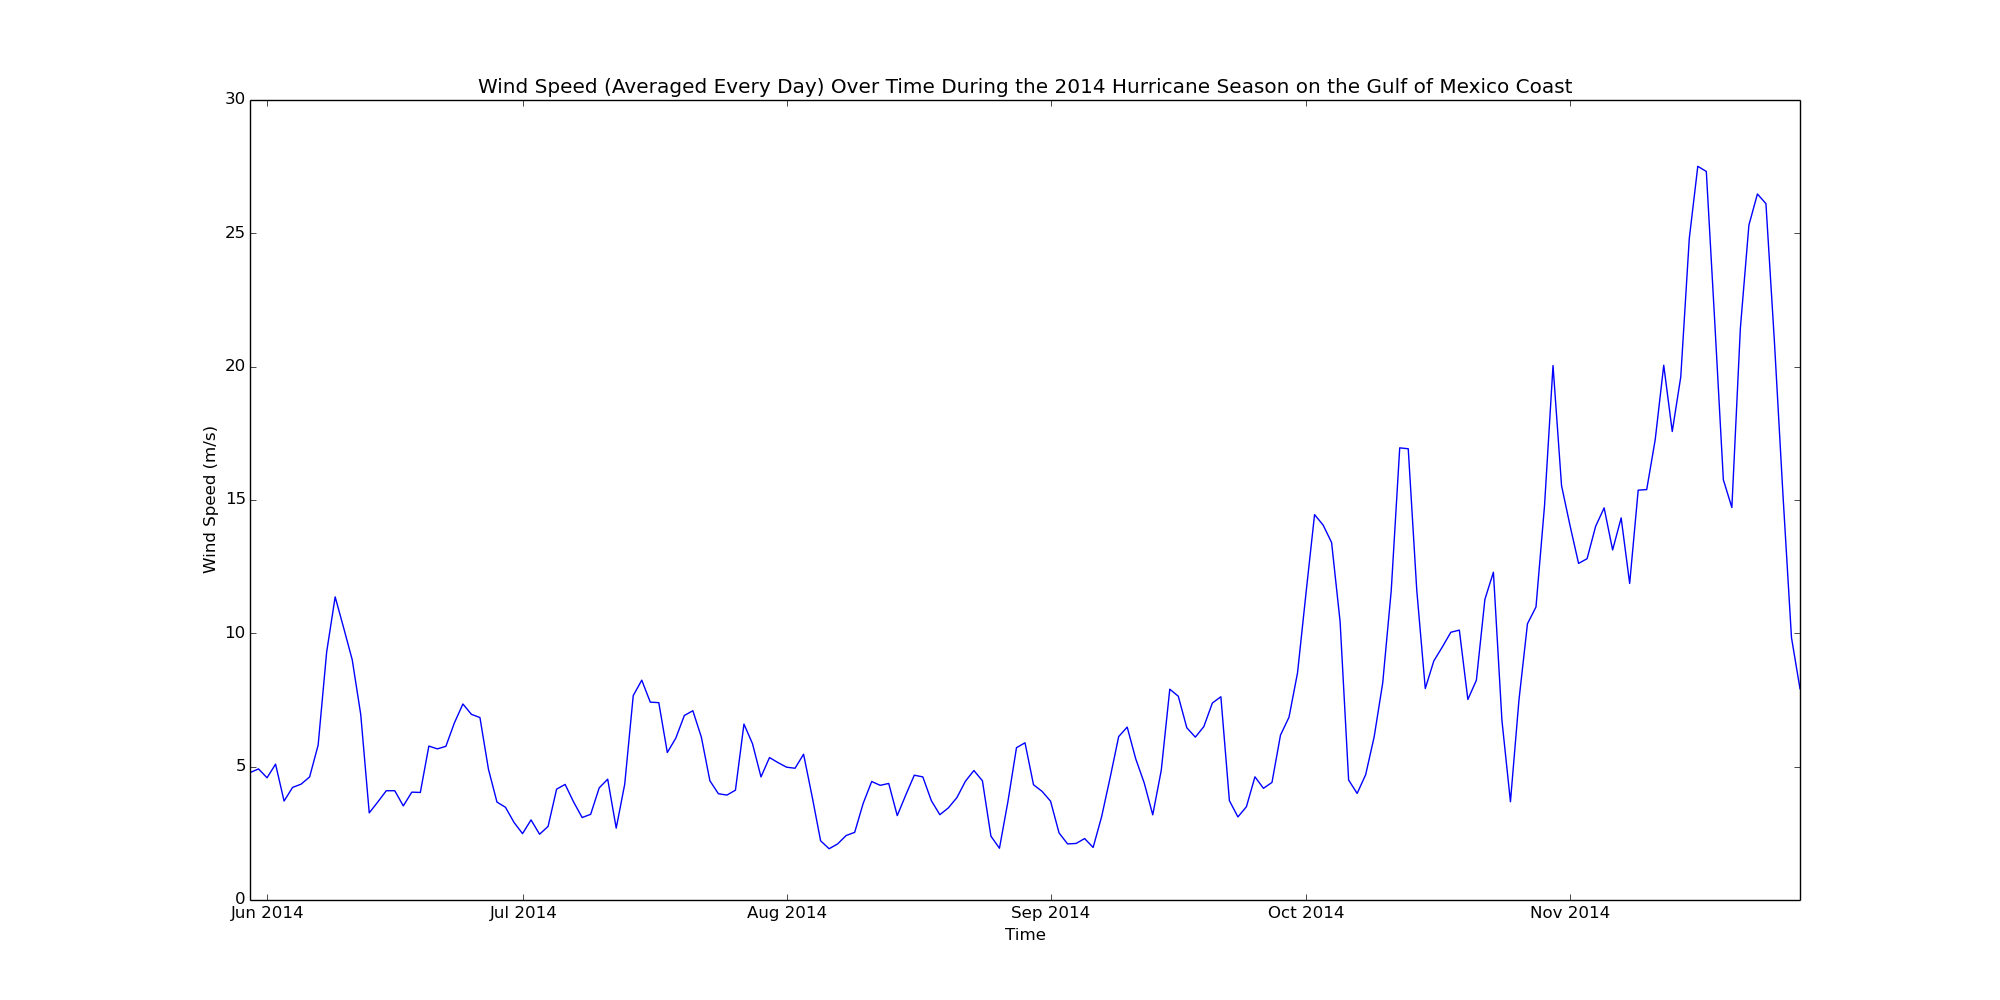 Wind Speed (Averaged Every Day) Over Time During the 2014 Hurricane Season on the Gulf of Mexico Coast
30
25
20
15
10
5
0
Wind Speed (m/s)
Jun 2014 Jul 2014 Aug 2014 Sep 2014 Oct 2014 Nov 2014
Time